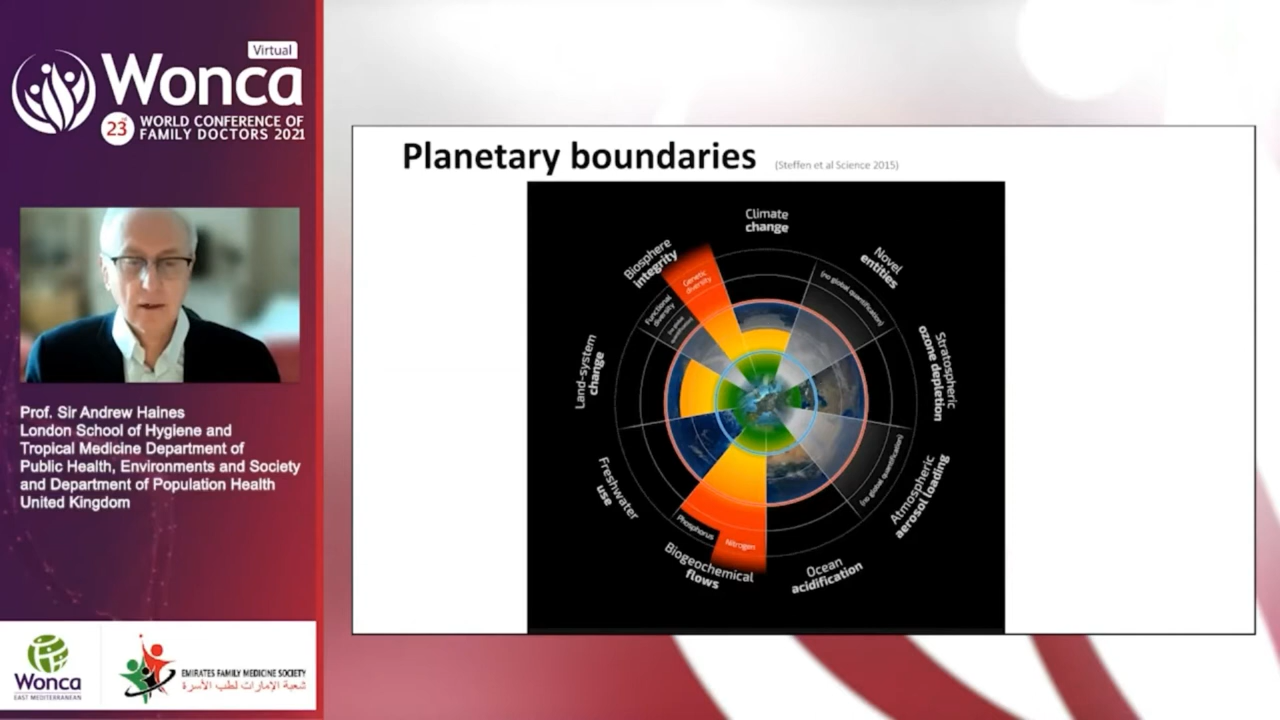 Virtual
Wonca
23rd WORLD CONFERENCE OF
FAMILY DOCTORS 2021
Prof. Sir Andrew Haines
London School of Hygiene and
Tropical Medicine Department of
Public Health, Environments and Society
and Department of Population Health
United Kingdom
Wonca
EAST MEDITERRANEAN
EMIRATES FAMILY MEDICINE SOCIETY
شعبة الإمارات لطب الأسرة
Planetary boundaries (Steffen et al Science 2015)
Climate
change
Novel
entities
(no global quantification)
Stratospheric
ozone depletion
Atmospheric
aerosol loading
(no global quantification)
Ocean
acidification
Biogeochemical
flows
Phosphorus
Nitrogen
Freshwater
use
Land-system
change
Biosphere
integrity
Genetic
diversity
Functional
diversity